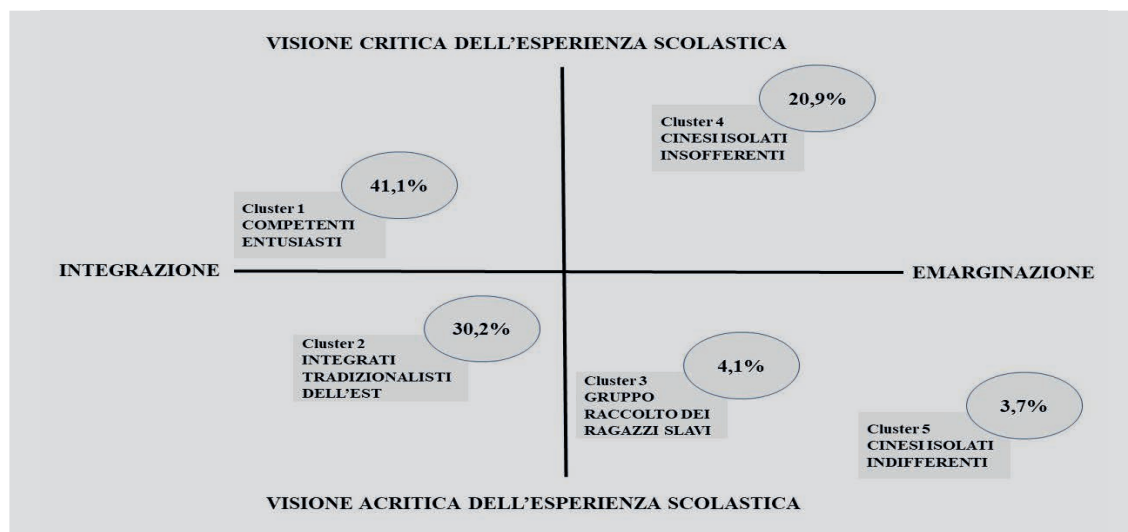 VISIONE CRITICA DELL'ESPERIENZA SCOLASTICA
20,9%
Cluster 4
CINESI ISOLATI
INSOFFERENTI
41,1%
Cluster 1
COMPETENTI
ENTUSIASTI
INTEGRAZIONE
EMARGINAZIONE
30,2%
Cluster 2
INTEGRATI
TRADIZIONALISTI
DELL'EST
4,1%
Cluster 3
GRUPPO
RACCOLTO DEI
RAGAZZI SLAVI
3,7%
Cluster 5
CINESI ISOLATI
INDIFFERENTI
VISIONE ACRITICA DELL'ESPERIENZA SCOLASTICA